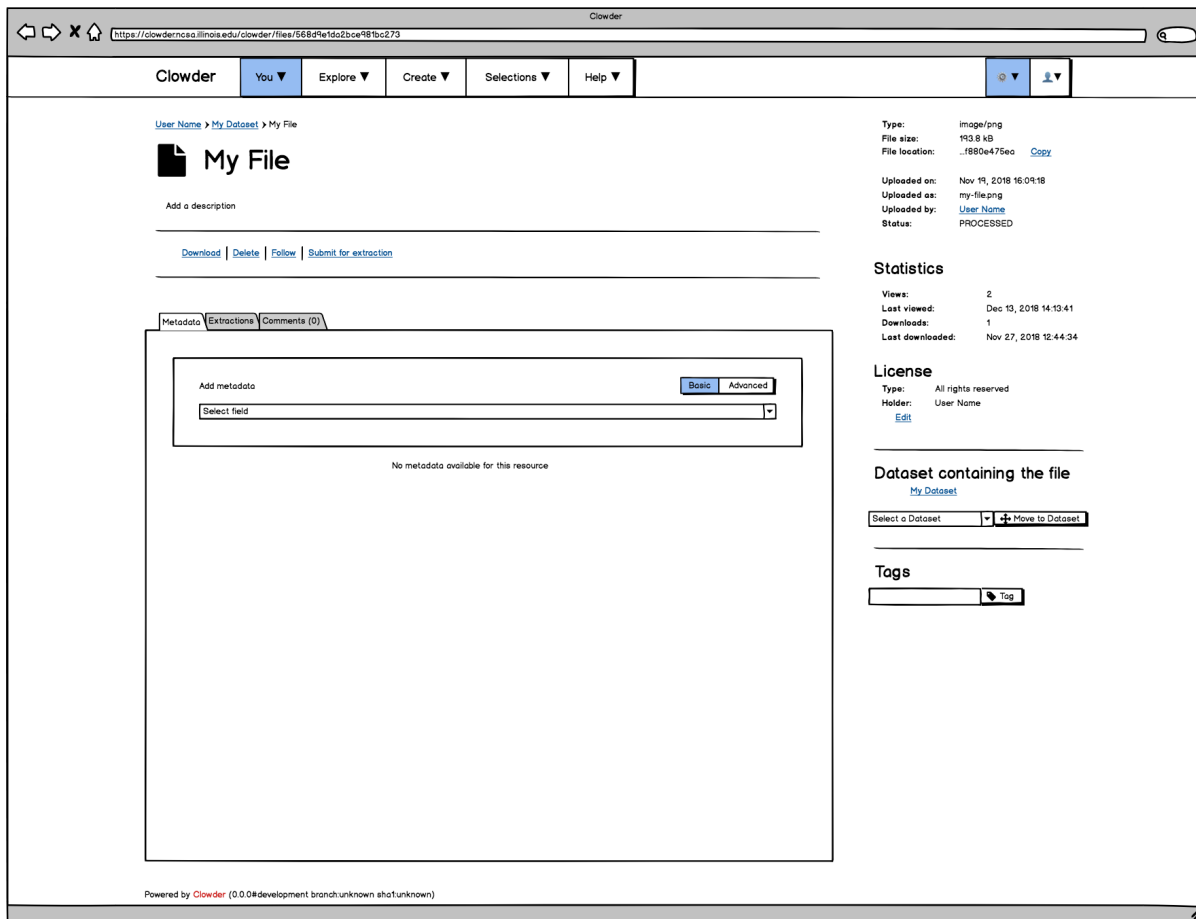 Clowder
https://clowder.ncsa.illinois.edu/clowder/files/568d9e1da2bce981bc273
Clowder You ▼ Explore ▼ Create ▼ Selections ▼ Help ▼
User Name > My Dataset > My File
My File
Add a description
Download | Delete | Follow | Submit for extraction
Metadata Extractions Comments (0)
Add metadata Basic Advanced
Select field
No metadata available for this resource
Type: image/png
File size: 193.8 kB
File location: ...f880e475ea Copy
Uploaded on: Nov 19, 2018 16:09:18
Uploaded as: my-file.png
Uploaded by: User Name
Status: PROCESSED
Statistics
Views: 2
Last viewed: Dec 13, 2018 14:13:41
Downloads: 1
Last downloaded: Nov 27, 2018 12:44:34
License
Type: All rights reserved
Holder: User Name
Edit
Dataset containing the file
My Dataset
Select a Dataset Move to Dataset
Tags
Tag
Powered by Clowder (0.0.0#development branch:unknown sha1:unknown)